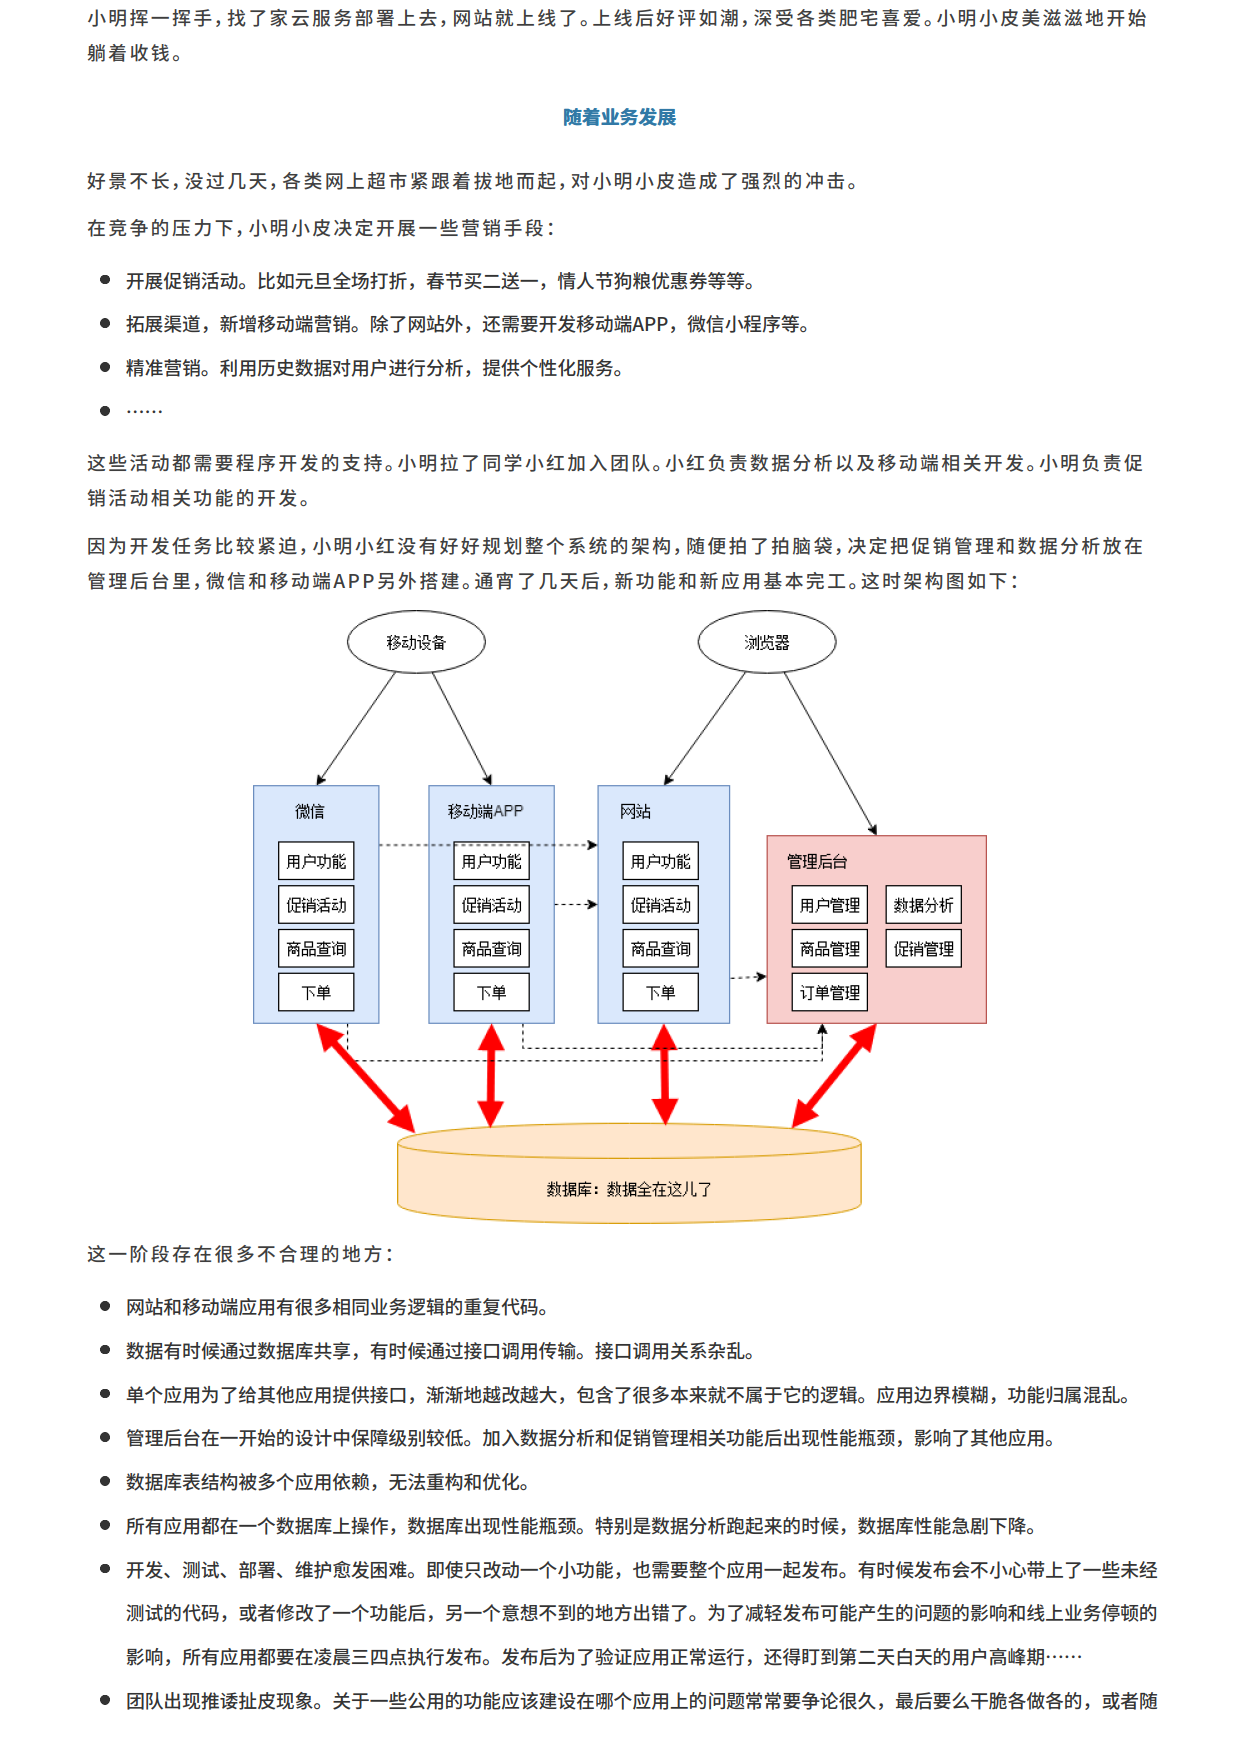 小明挥一挥手，找了家云服务部署上去，网站就上线了。上线后好评如潮，深受各类肥宅喜爱。小明小皮美滋滋地开始
躺着收钱。
随着业务发展
好景不长，没过几天，各类网上超市紧跟着拔地而起，对小明小皮造成了强烈的冲击。
在竞争的压力下，小明小皮决定开展一些营销手段：
开展促销活动。比如元旦全场打折，春节买二送一，情人节狗粮优惠券等等。
拓展渠道，新增移动端营销。除了网站外，还需要开发移动端APP，微信小程序等。
精准营销。利用历史数据对用户进行分析，提供个性化服务。
……
这些活动都需要程序开发的支持。小明拉了同学小红加入团队。小红负责数据分析以及移动端相关开发。小明负责促
销活动相关功能的开发。
因为开发任务比较紧迫，小明小红没有好好规划整个系统的架构，随便拍了拍脑袋，决定把促销管理和数据分析放在
管理后台里，微信和移动端APP另外搭建。通宵了几天后，新功能和新应用基本完工。这时架构图如下：
移动设备
浏览器
微信
用户功能
促销活动
商品查询
下单
移动端APP
用户功能
促销活动
商品查询
下单
网站
用户功能
促销活动
商品查询
下单
管理后台
用户管理
数据分析
商品管理
促销管理
订单管理
数据库：数据全在这儿了
这一阶段存在很多不合理的地方：
网站和移动端应用有很多相同业务逻辑的重复代码。
数据有时候通过数据库共享，有时候通过接口调用传输。接口调用关系杂乱。
单个应用为了给其他应用提供接口，渐渐地越改越大，包含了很多本来就不属于它的逻辑。应用边界模糊，功能归属混乱。
管理后台在一开始的设计中保障级别较低。加入数据分析和促销管理相关功能后出现性能瓶颈，影响了其他应用。
数据库表结构被多个应用依赖，无法重构和优化。
所有应用都在一个数据库上操作，数据库出现性能瓶颈。特别是数据分析跑起来的时候，数据库性能急剧下降。
开发、测试、部署、维护愈发困难。即使只改动一个小功能，也需要整个应用一起发布。有时候发布会不小心带上了一些未经
测试的代码，或者修改了一个功能后，另一个意想不到的地方出错了。为了减轻发布可能产生的问题的影响和线上业务停顿的
影响，所有应用都要在凌晨三四点执行发布。发布后为了验证应用正常运行，还得盯到第二天白天的用户高峰期……
团队出现推诿扯皮现象。关于一些公用的功能应该建设在哪个应用上的问题常常要争论很久，最后要么干脆各做各的，或者随